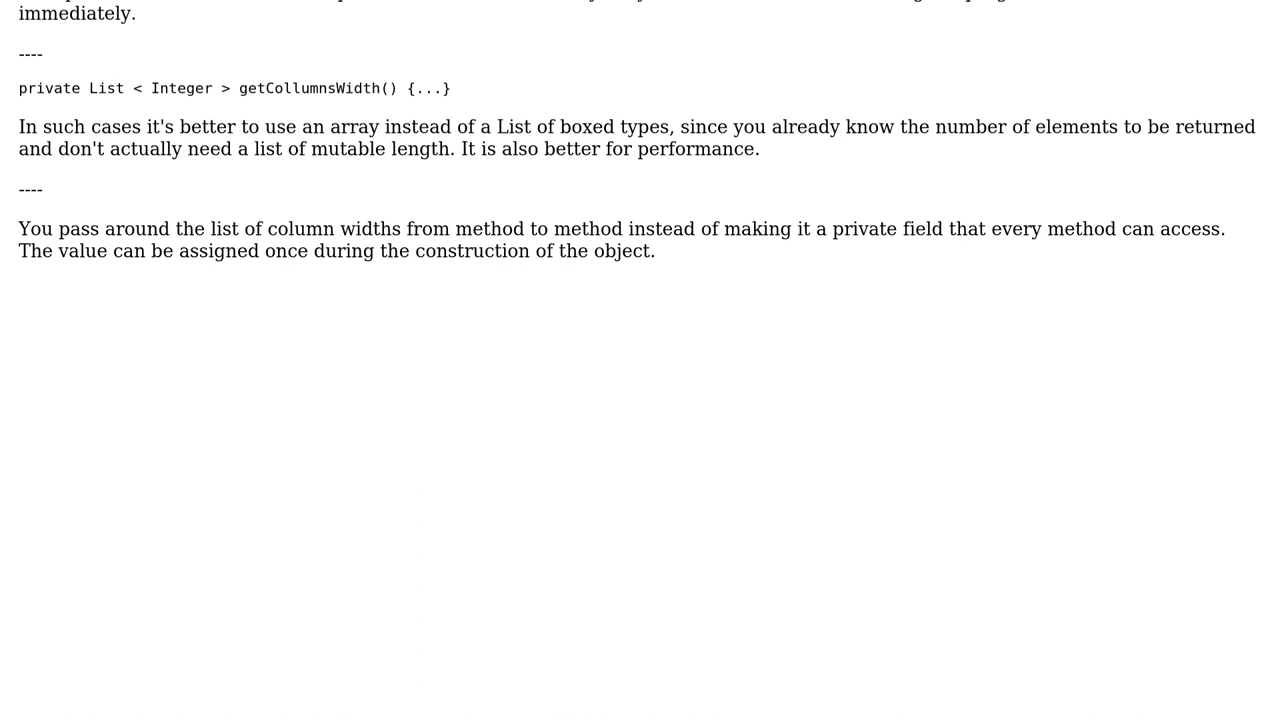 immediately.
----
private List < Integer > getCollumnsWidth() {...}
In such cases it's better to use an array instead of a List of boxed types, since you already know the number of elements to be returned
and don't actually need a list of mutable length. It is also better for performance.
----
You pass around the list of column widths from method to method instead of making it a private field that every method can access.
The value can be assigned once during the construction of the object.